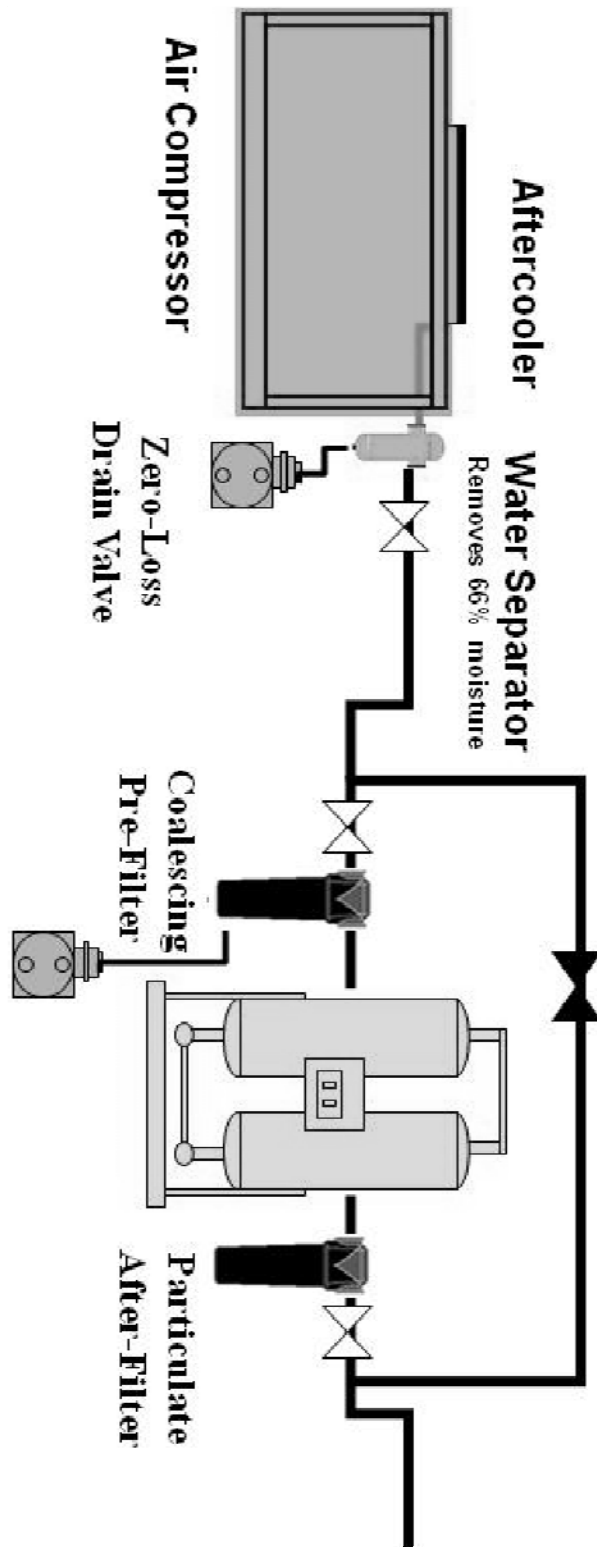 Aftercooler
Water Separator
Removes 66% moisture
Air Compressor
Zero-Loss
Drain Valve
Coalescing
Pre-Filter
Particulate
After-Filter